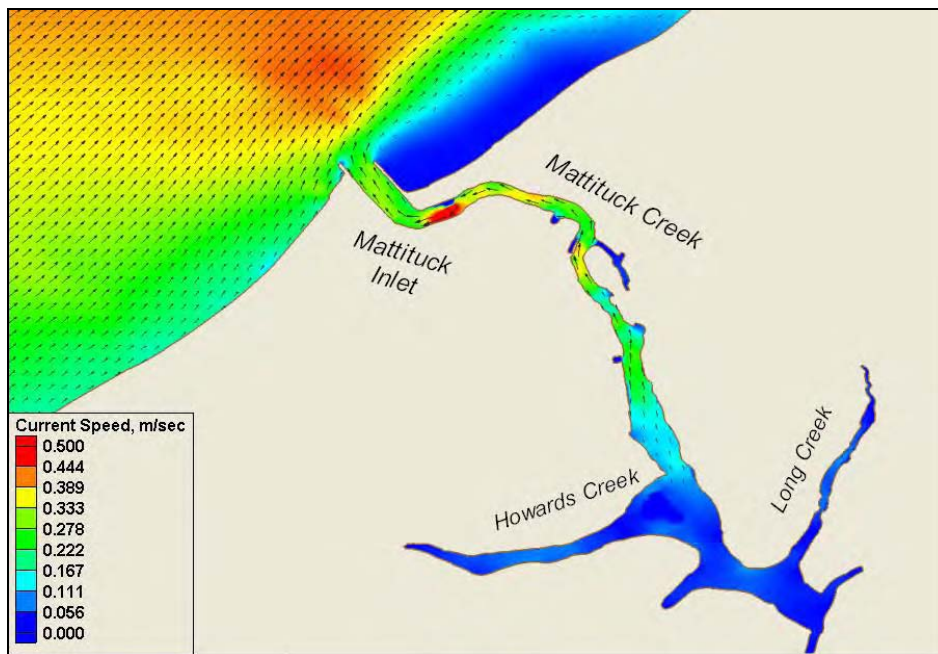 Mattituck Creek
Mattituck
Inlet
Howards Creek
Long Creek
Current Speed, m/sec
0.500
0.444
0.389
0.333
0.278
0.222
0.167
0.111
0.056
0.000